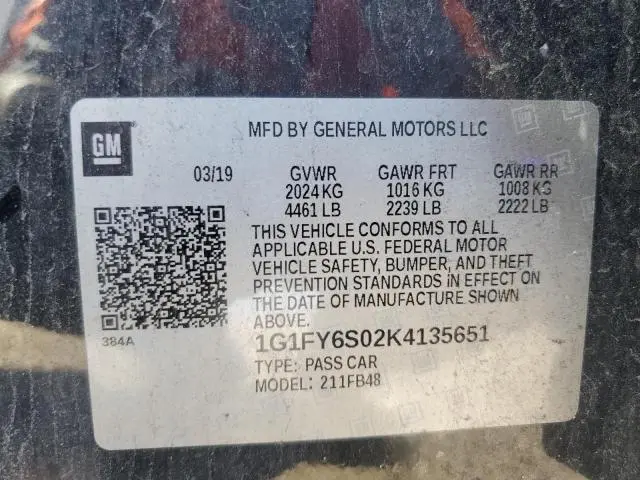 GM
MFD BY GENERAL MOTORS LLC
03/19 GVWR GAWR FRT GAWR RR
2024 KG 1016 KG 1008 KG
4461 LB 2239 LB 2222 LB
THIS VEHICLE CONFORMS TO ALL
APPLICABLE U.S. FEDERAL MOTOR
VEHICLE SAFETY, BUMPER, AND THEFT
PREVENTION STANDARDS IN EFFECT ON
THE DATE OF MANUFACTURE SHOWN
ABOVE.
384A
1G1FY6S02K4135651
TYPE: PASS CAR
MODEL: 211FB48